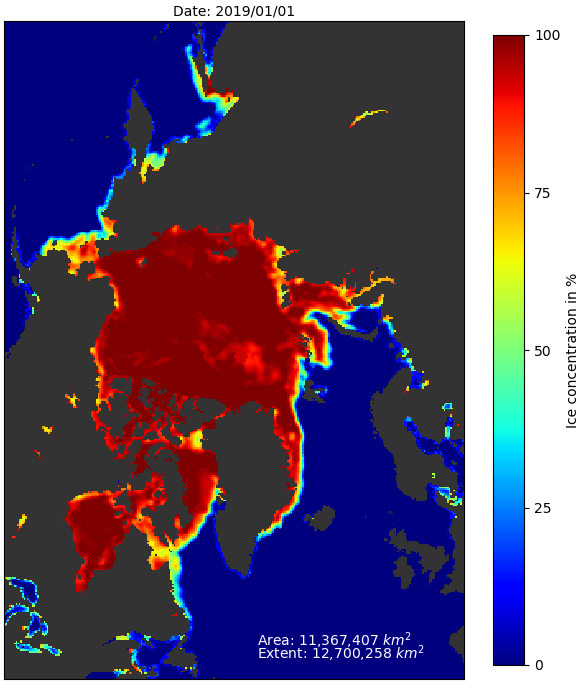 Date: 2019/01/01
100
75
50
25
0
Ice concentration in %
Area: 11,367,407 km²
Extent: 12,700,258 km²